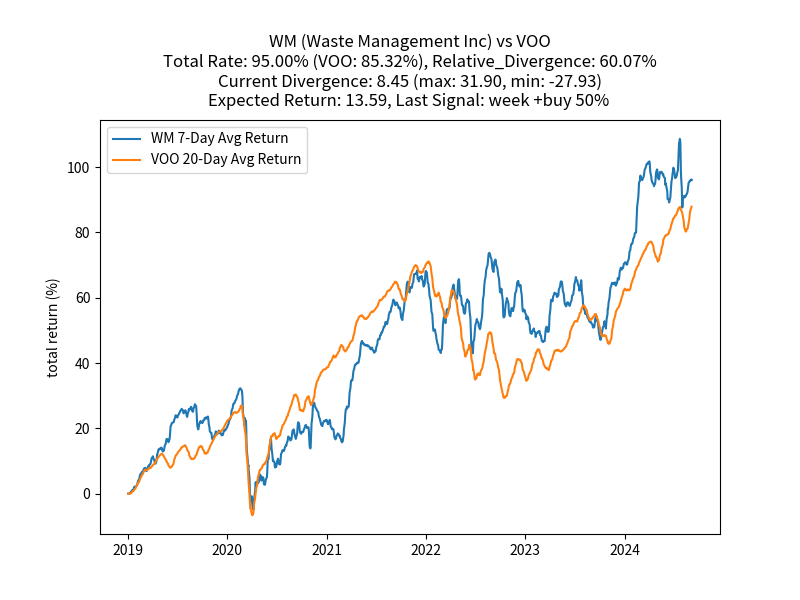 WM (Waste Management Inc) vs VOO
Total Rate: 95.00% (VOO: 85.32%), Relative_Divergence: 60.07%
Current Divergence: 8.45 (max: 31.90, min: -27.93)
Expected Return: 13.59, Last Signal: week +buy 50%
WM 7-Day Avg Return
VOO 20-Day Avg Return
total return (%)
100
80
60
40
20
0
2019 2020 2021 2022 2023 2024